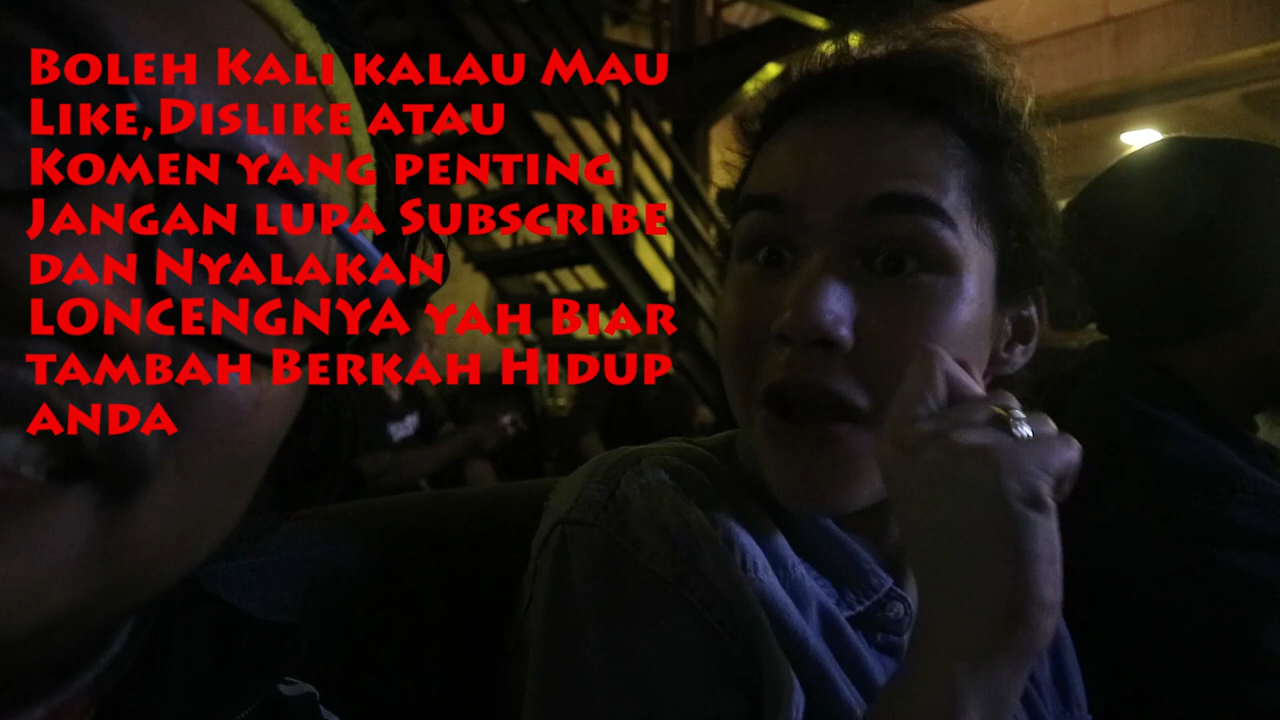 Boleh Kali kalau Mau
Like,Dislike atau
Komen yang penting
Jangan lupa Subscribe
dan Nyalakan
LONCENGNYA yah Biar
tambah Berkah Hidup
anda